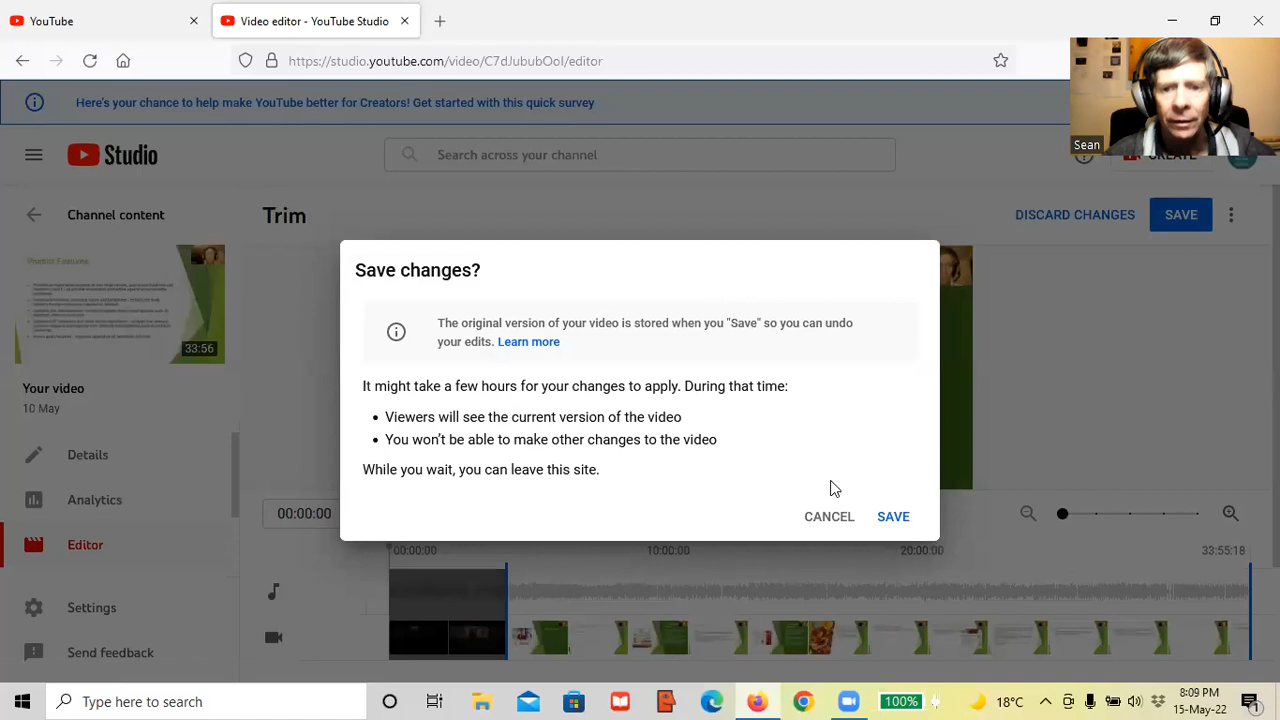 YouTube
Video editor - YouTube Studio
https://studio.youtube.com/video/C7dJububOoI/editor
Here's your chance to help make YouTube better for Creators! Get started with this quick survey
Sean
Studio
Search across your channel
CREATE
Channel content
Trim
DISCARD CHANGES
SAVE
Product Features
33:56
Your video
10 May
Details
Analytics
Editor
Settings
Send feedback
Save changes?
The original version of your video is stored when you "Save" so you can undo
your edits. Learn more
It might take a few hours for your changes to apply. During that time:
• Viewers will see the current version of the video
• You won't be able to make other changes to the video
While you wait, you can leave this site.
CANCEL
SAVE
00:00:00
00:00:00
10:00:00
20:00:00
33:55:18
Type here to search
100%
18°C
8:09 PM
15-May-22
1